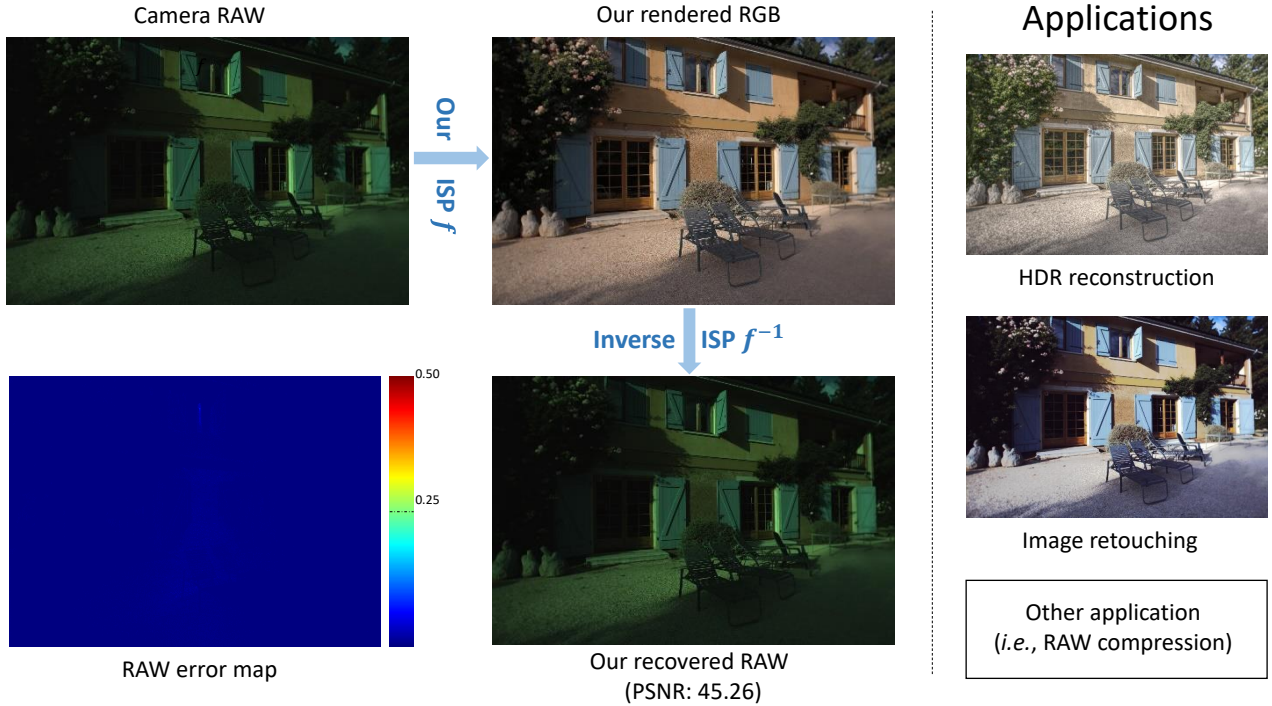 Camera RAW
Our rendered RGB
Applications
Our
ISP f
HDR reconstruction
Inverse ISP f⁻¹
0.50
0.25
RAW error map
Our recovered RAW
(PSNR: 45.26)
Image retouching
Other application
(i.e., RAW compression)